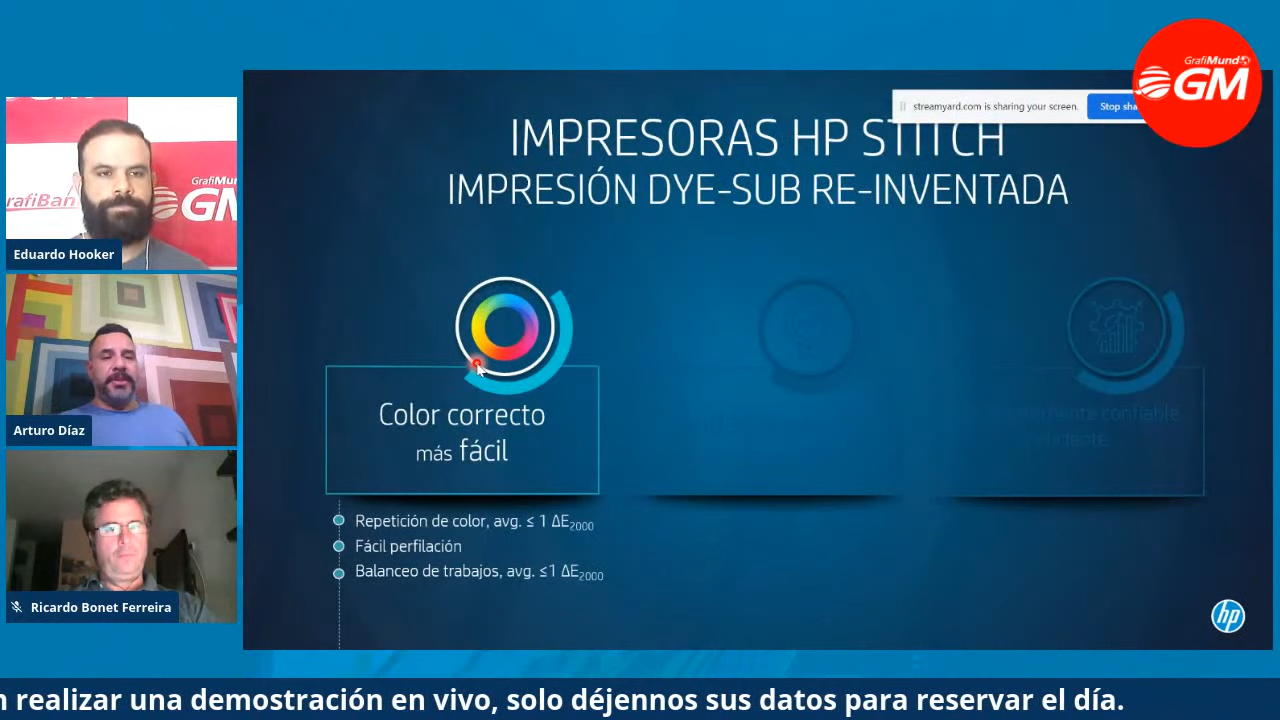 GrafiMundo
GM
streamyard.com is sharing your screen.
Stop sha
IMPRESORAS HP STITCH
IMPRESIÓN DYE-SUB RE-INVENTADA
GrafiMun
rafiBan
GM
Eduardo Hooker
Arturo Díaz
Ricardo Bonet Ferreira
Color correcto
más fácil
confiable
Repetición de color, avg. ≤ 1 ΔE2000
Fácil perfilación
Balanceo de trabajos, avg. ≤1 ΔE2000
hp
realizar una demostración en vivo, solo déjennos sus datos para reservar el día.